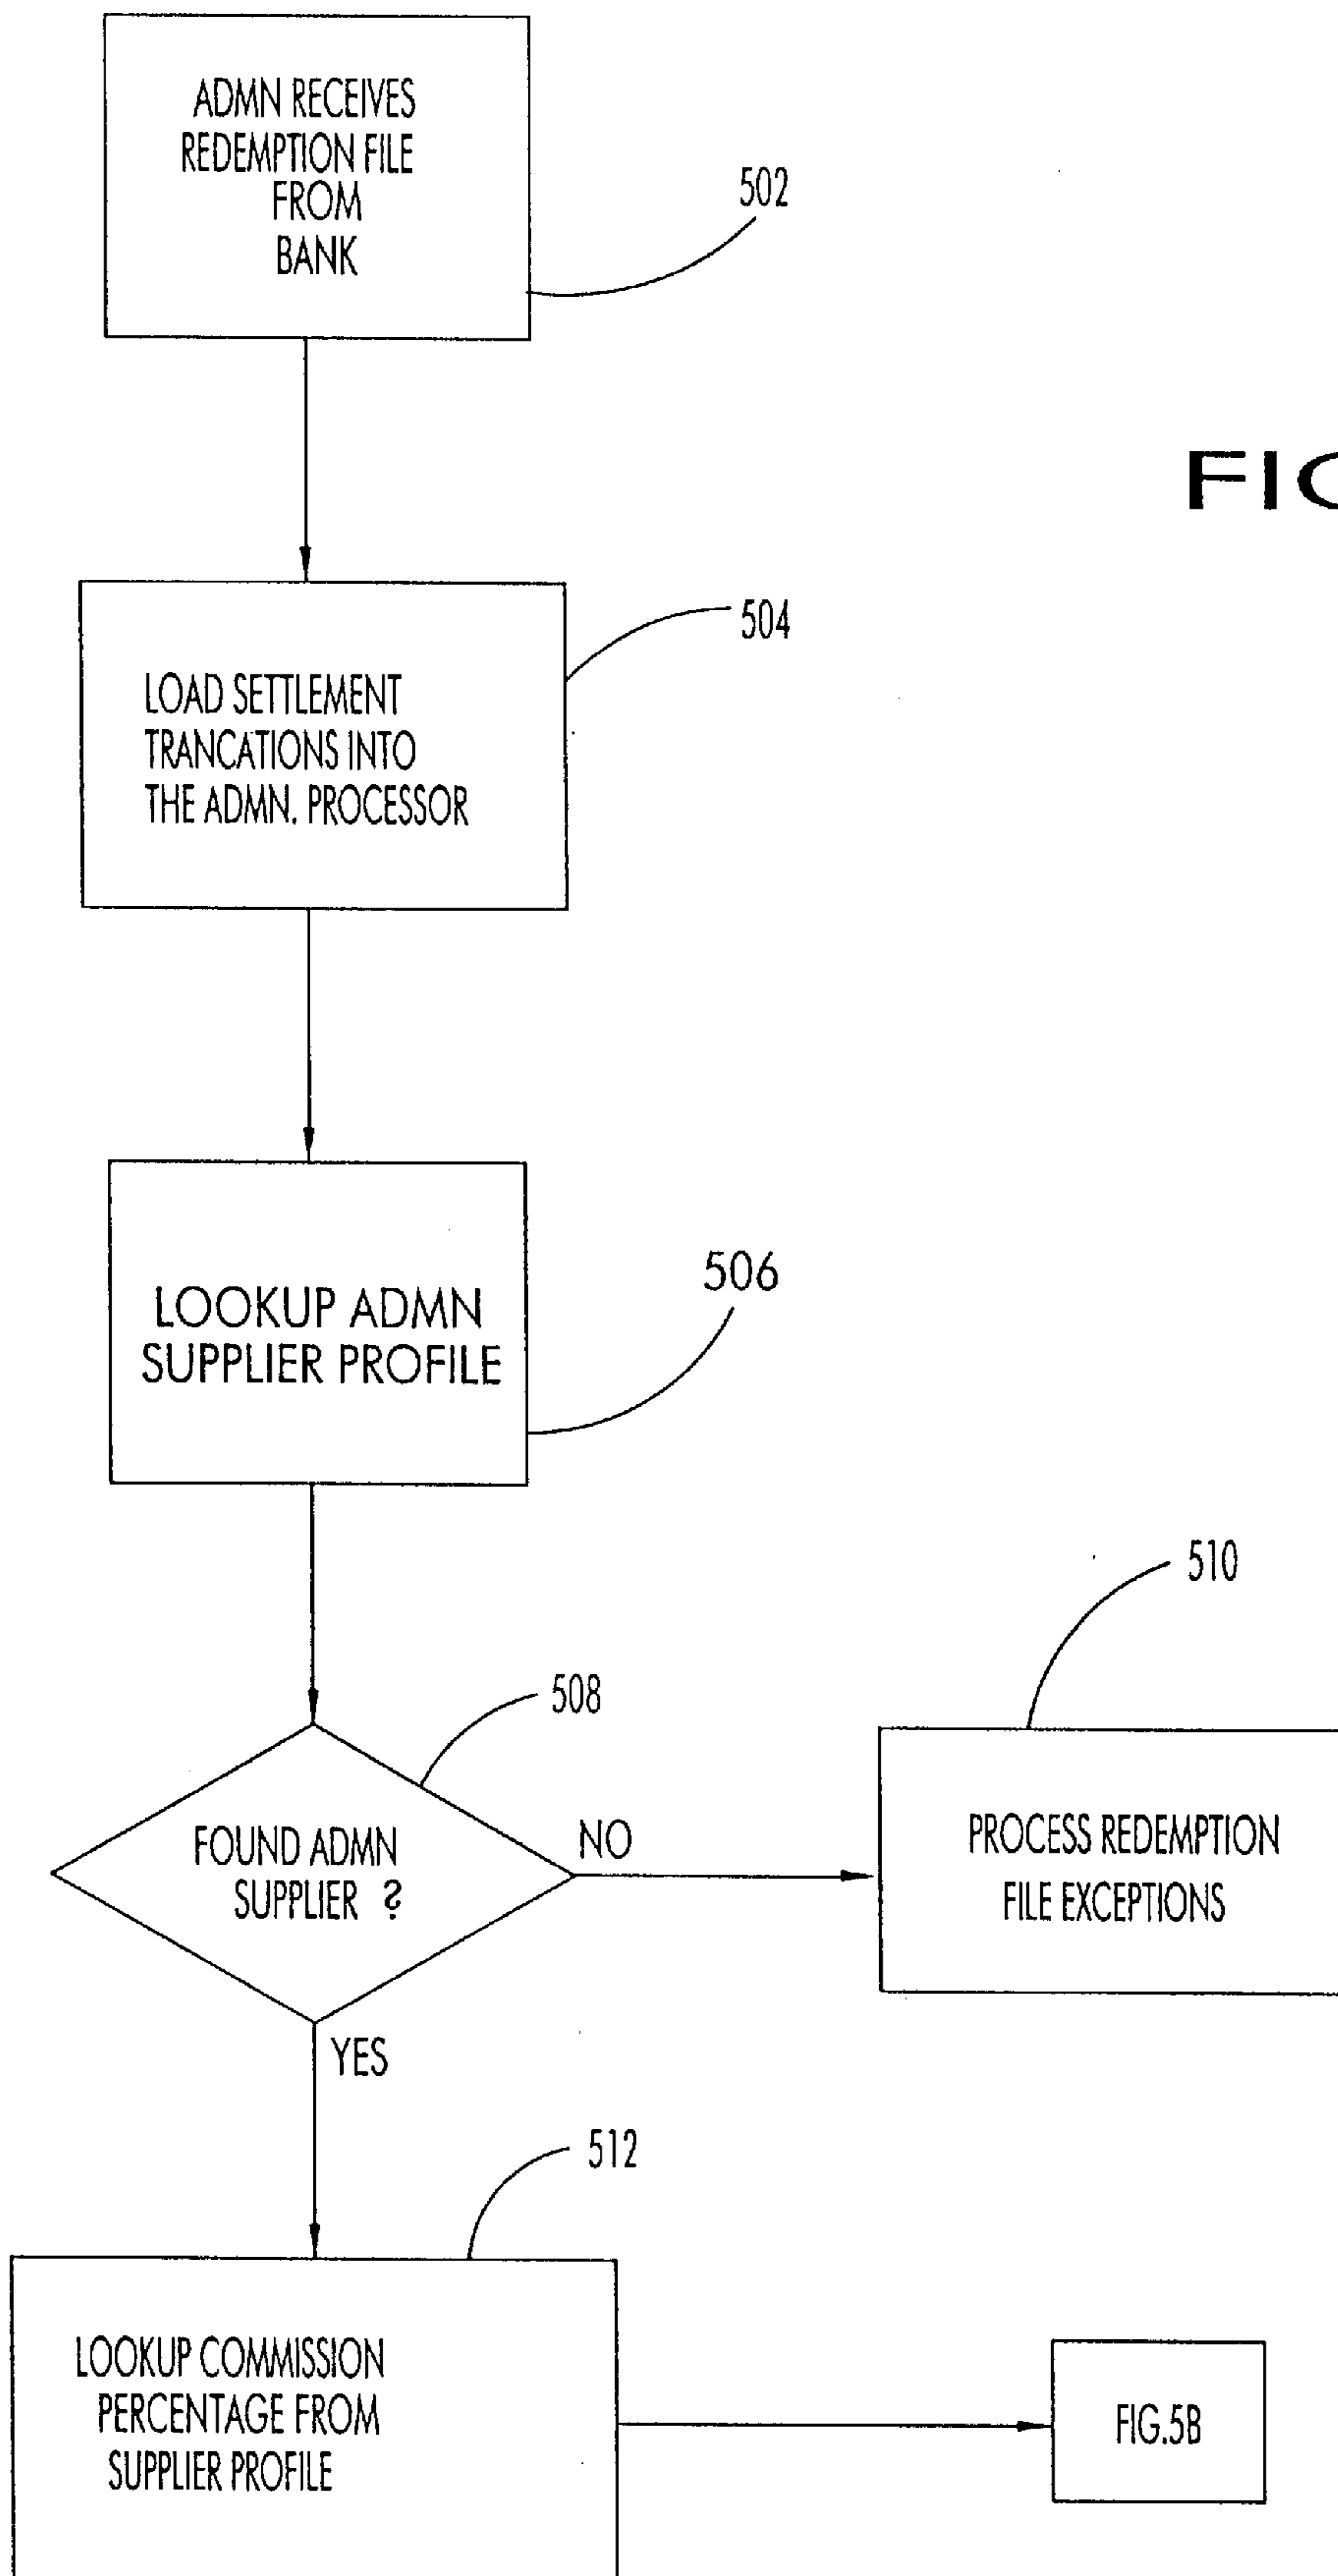 ADMN RECEIVES
REDEMPTION FILE
FROM
BANK
502
FIG
504
LOAD SETTLEMENT
TRANCATIONS INTO
THE ADMN. PROCESSOR
506
LOOKUP ADMN
SUPPLIER PROFILE
510
508
FOUND ADMN
SUPPLIER ?
NO
PROCESS REDEMPTION
FILE EXCEPTIONS
YES
512
LOOKUP COMMISSION
PERCENTAGE FROM
SUPPLIER PROFILE
FIG.5B